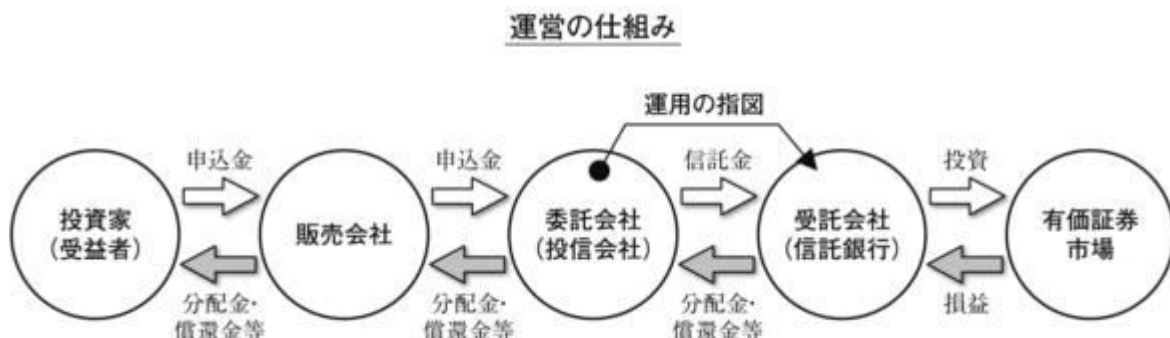 運営の仕組み
運用の指図
申込金
申込金
信託金
投資
投資家
(受益者)
販売会社
委託会社
(投信会社)
受託会社
(信託銀行)
有価証券
市場
分配金・
償還金等
分配金・
償還金等
分配金・
償還金等
損益